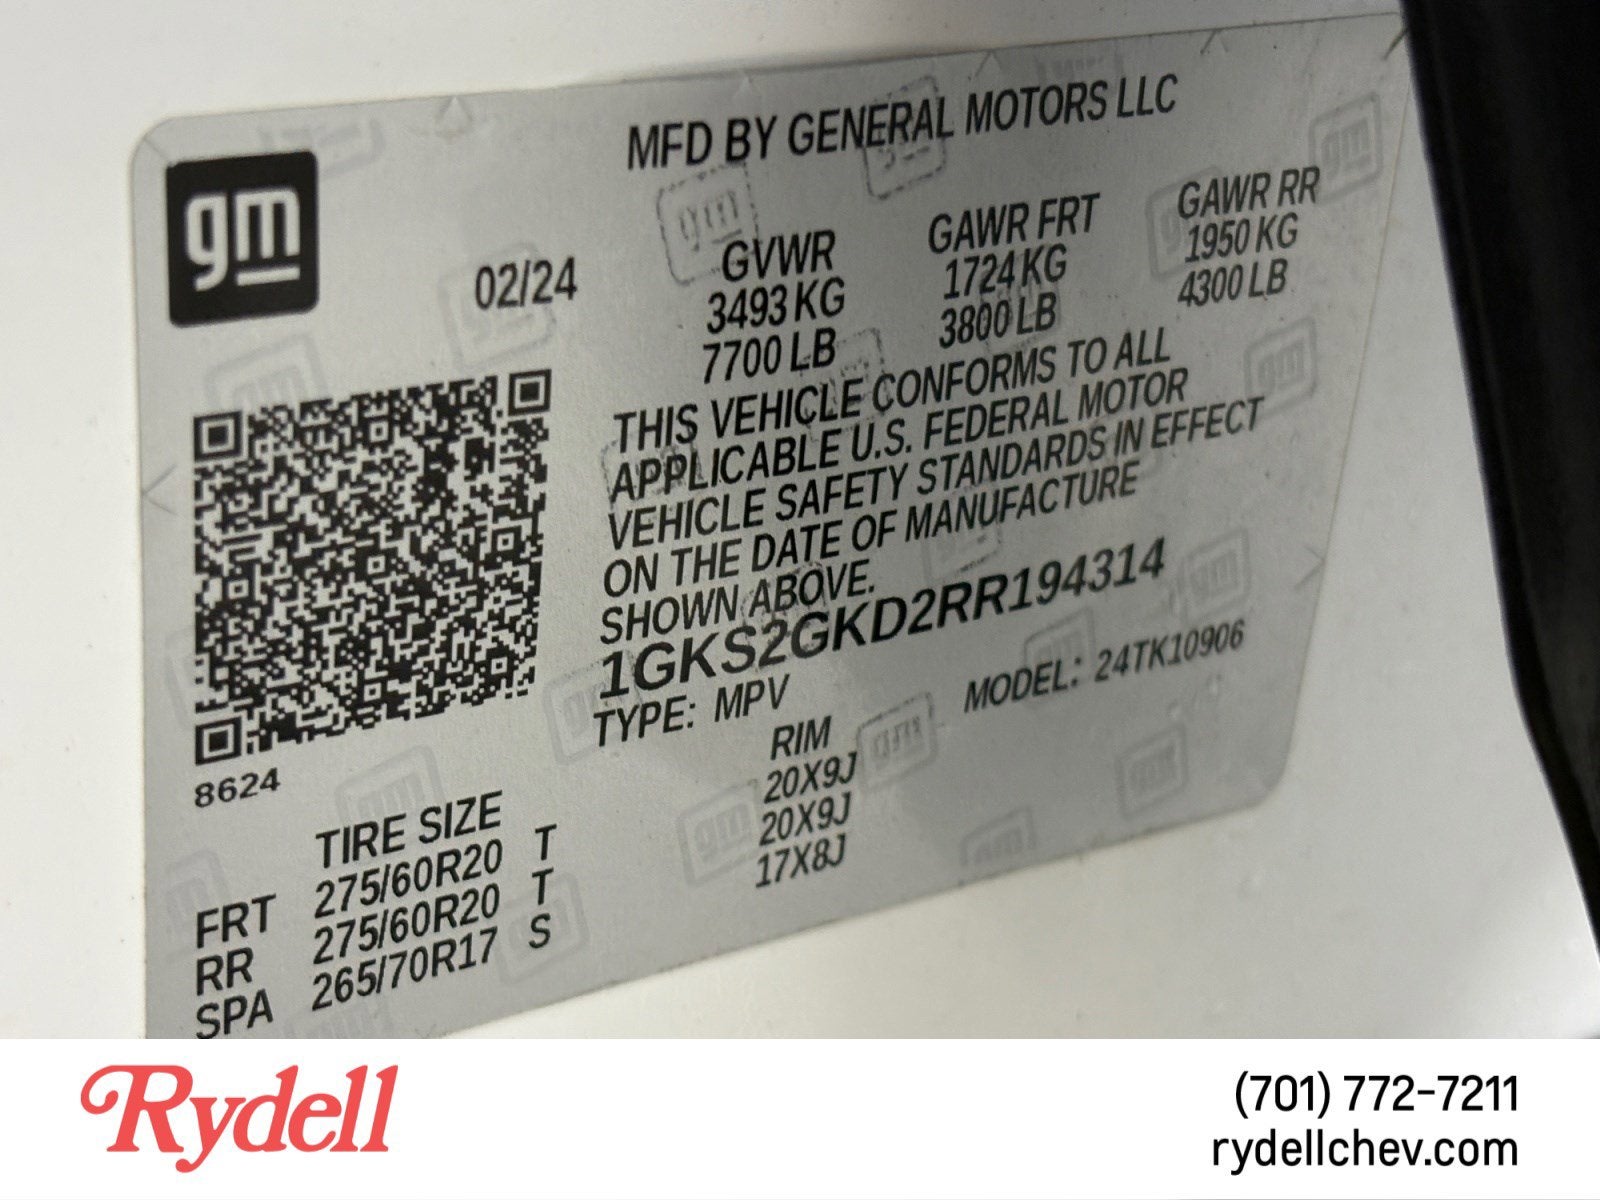 gm
MFD BY GENERAL MOTORS LLC
02/24
GVWR
3493 KG
7700 LB
GAWR FRT
1724 KG
3800 LB
GAWR RR
1950 KG
4300 LB
THIS VEHICLE CONFORMS TO ALL
APPLICABLE U.S. FEDERAL MOTOR
VEHICLE SAFETY STANDARDS IN EFFECT
ON THE DATE OF MANUFACTURE
SHOWN ABOVE.
1GKS2GKD2RR194314
TYPE: MPV
MODEL: 24TK10906
8624
TIRE SIZE
RIM
FRT 275/60R20 T 20X9J
RR 275/60R20 T 20X9J
SPA 265/70R17 S 17X8J
Rydell
(701) 772-7211
rydellchev.com